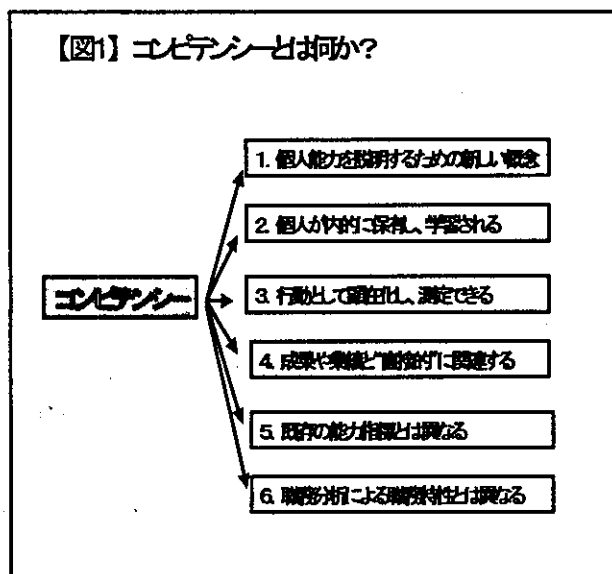 【図1】コンピテンシーとは何か?
1. 個人能力を説明するための新しい概念
2. 個人が内的に保有し、学習される
コンピテンシー
3. 行動として顕在化し、測定できる
4. 成果や業績と"直接的"に関連する
5. 既存の能力指標とは異なる
6. 職務分析による職務特性とは異なる